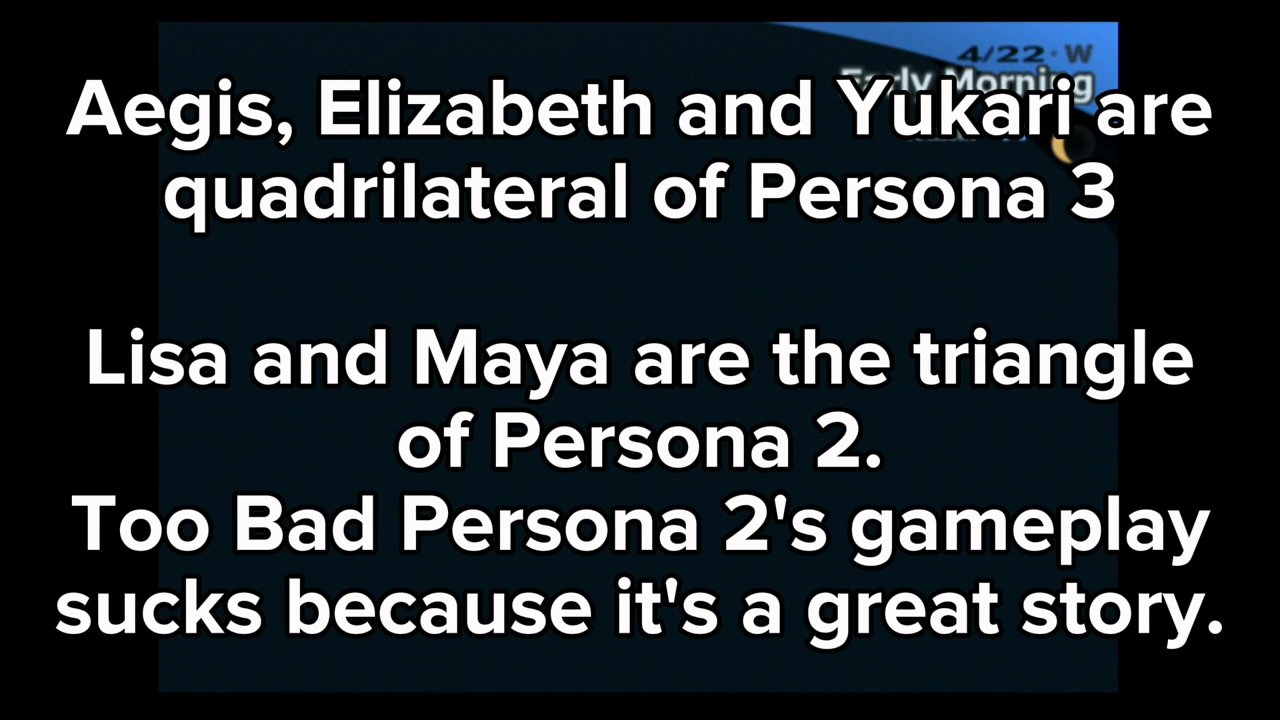 4/22 W
Early Morning
Aegis, Elizabeth and Yukari are
quadrilateral of Persona 3
Lisa and Maya are the triangle
of Persona 2.
Too Bad Persona 2's gameplay
sucks because it's a great story.